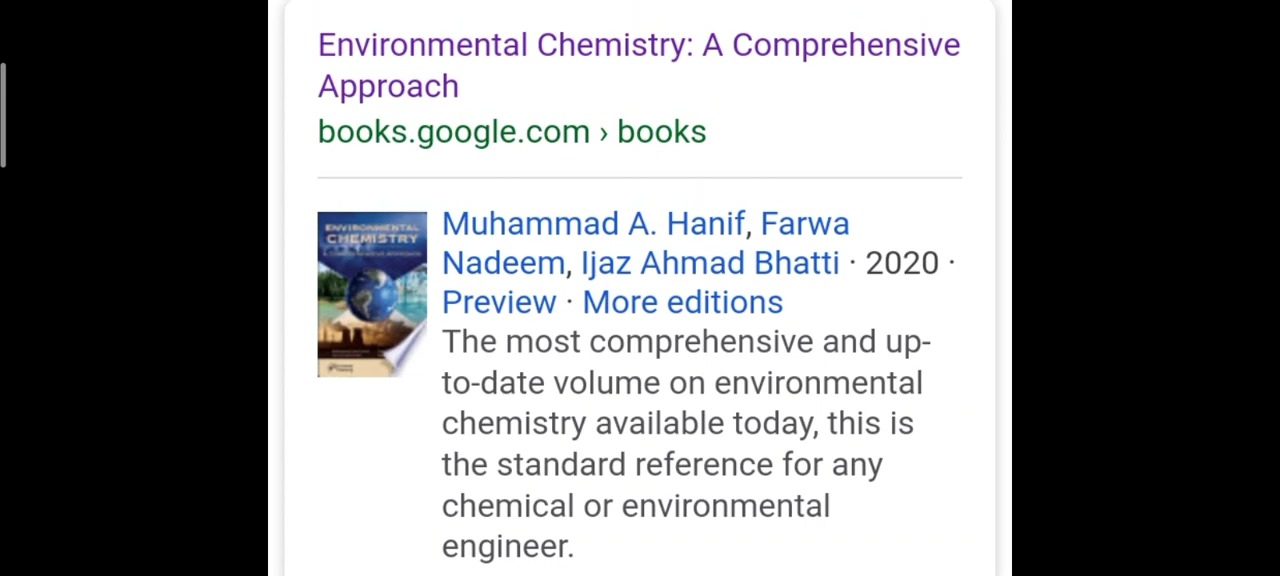 Environmental Chemistry: A Comprehensive
Approach
books.google.com › books
ENVIRONMENTAL
CHEMISTRY
Muhammad A. Hanif, Farwa
Nadeem, Ijaz Ahmad Bhatti · 2020 ·
Preview · More editions
The most comprehensive and up-
to-date volume on environmental
chemistry available today, this is
the standard reference for any
chemical or environmental
engineer.